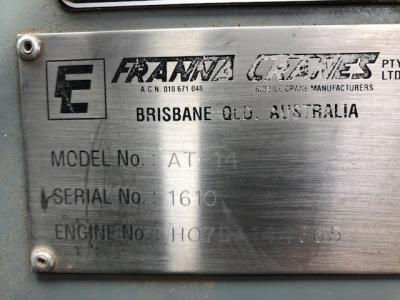 FRANNA CRANES PTY LTD
A.C.N. 010 671 048 MOBILE CRANE MANUFACTURERS
BRISBANE QLD. AUSTRALIA
MODEL No. : AT-14
SERIAL No. : 1610
ENGINE No. :